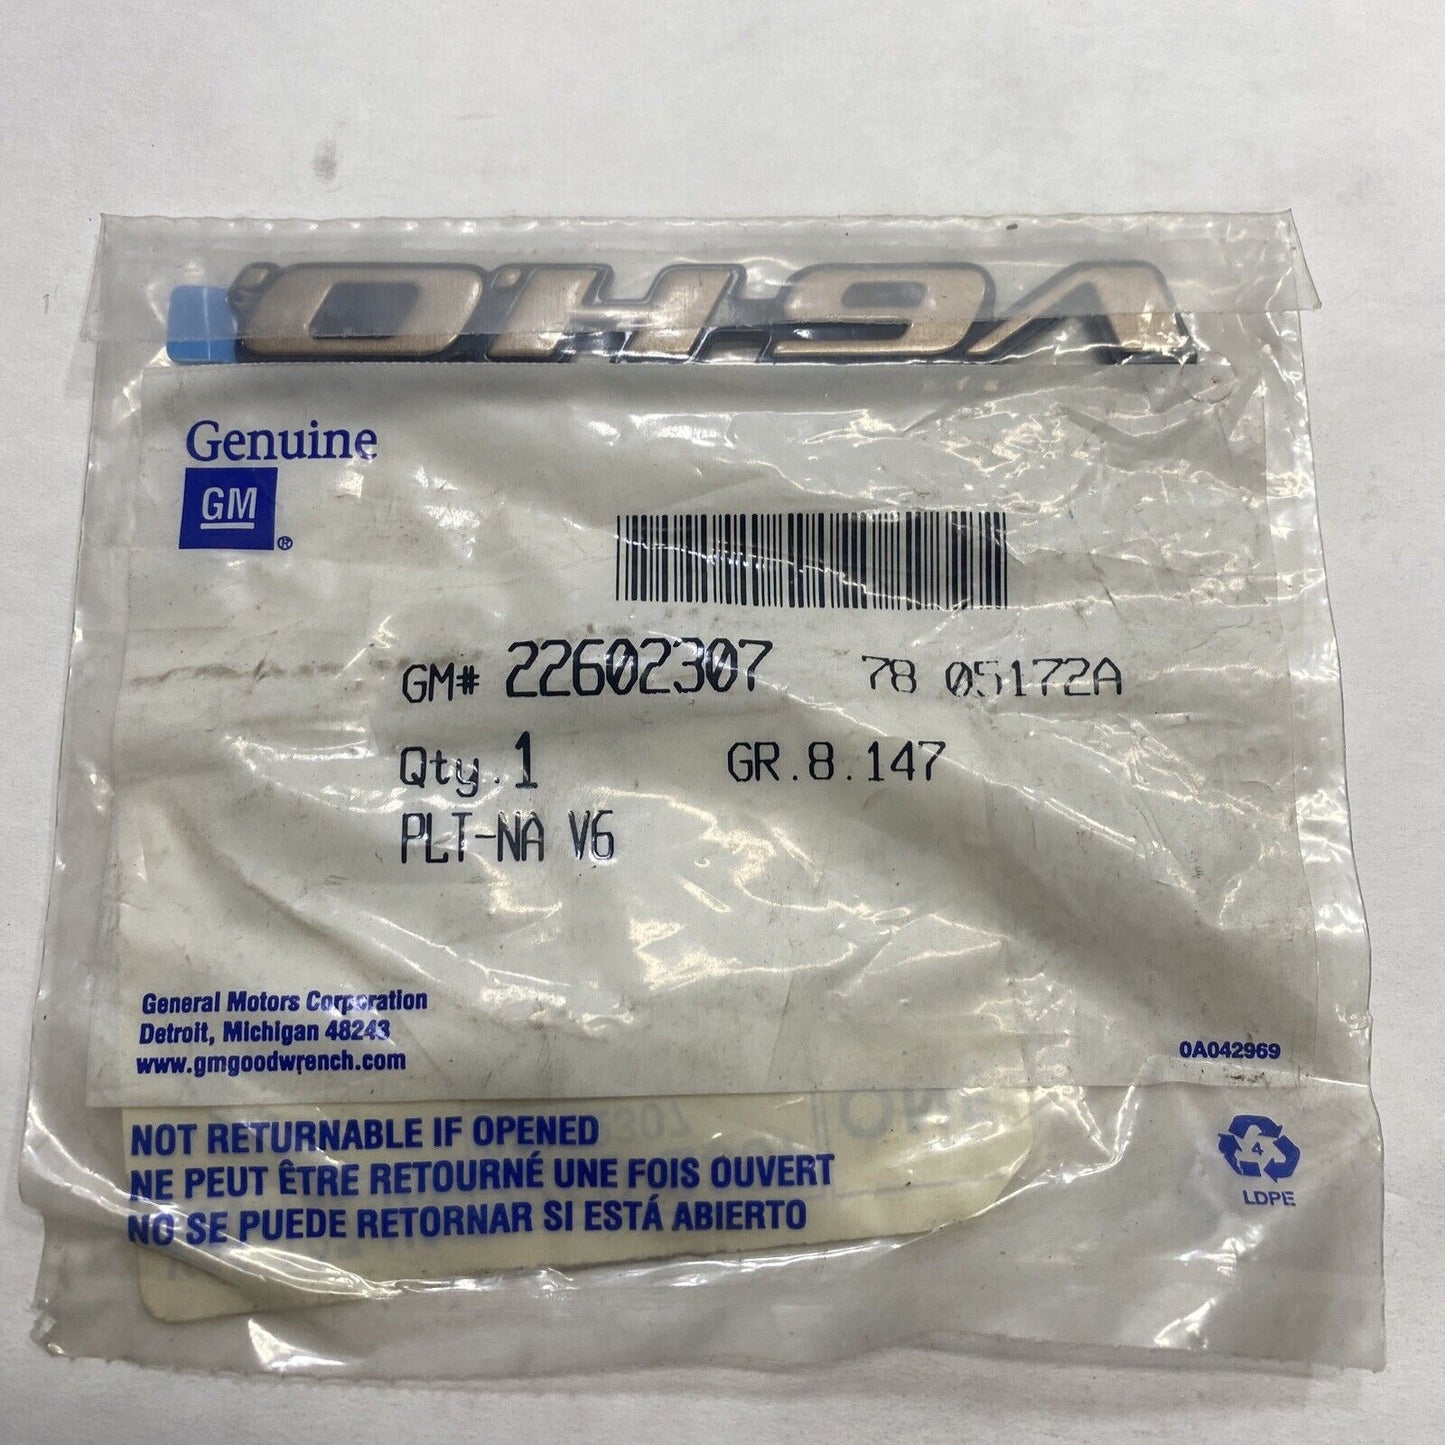 V6 H.O.
Genuine
GM
®
GM# 22602307 78 05172A
Qty. 1 GR.8.147
PLT-NA V6
General Motors Corporation
Detroit, Michigan 48243
www.gmgoodwrench.com
0A042969
NOT RETURNABLE IF OPENED
NE PEUT ÊTRE RETOURNÉ UNE FOIS OUVERT
NO SE PUEDE RETORNAR SI ESTÁ ABIERTO
4
LDPE